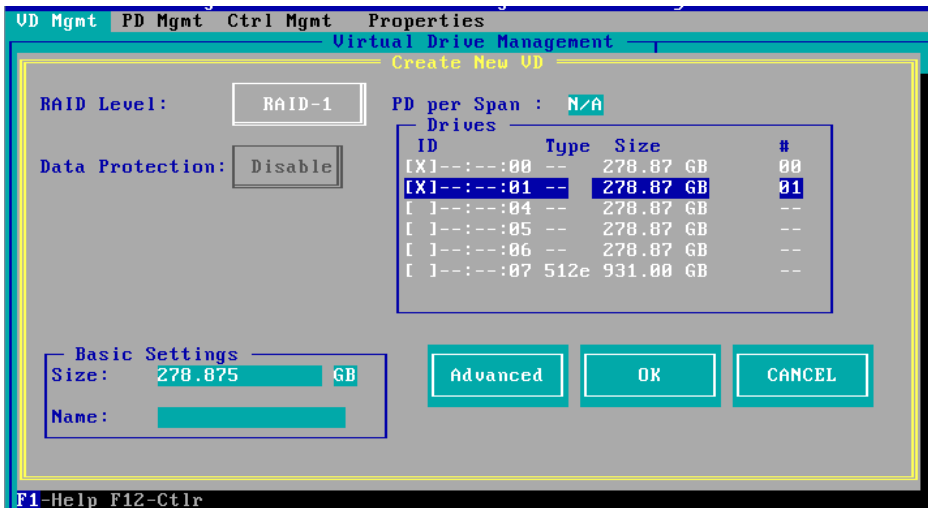 VD Mgmt PD Mgmt Ctrl Mgmt Properties
Virtual Drive Management
Create New VD
RAID Level: RAID-1 PD per Span : N/A
Drives
ID Type Size #
[X]--:--:00 -- 278.87 GB 00
Data Protection: Disable
[X]--:--:01 -- 278.87 GB 01
[ ]--:--:04 -- 278.87 GB --
[ ]--:--:05 -- 278.87 GB --
[ ]--:--:06 -- 278.87 GB --
[ ]--:--:07 512e 931.00 GB --
Basic Settings
Size: 278.875 GB
Name:
Advanced OK CANCEL
F1-Help F12-Ctlr